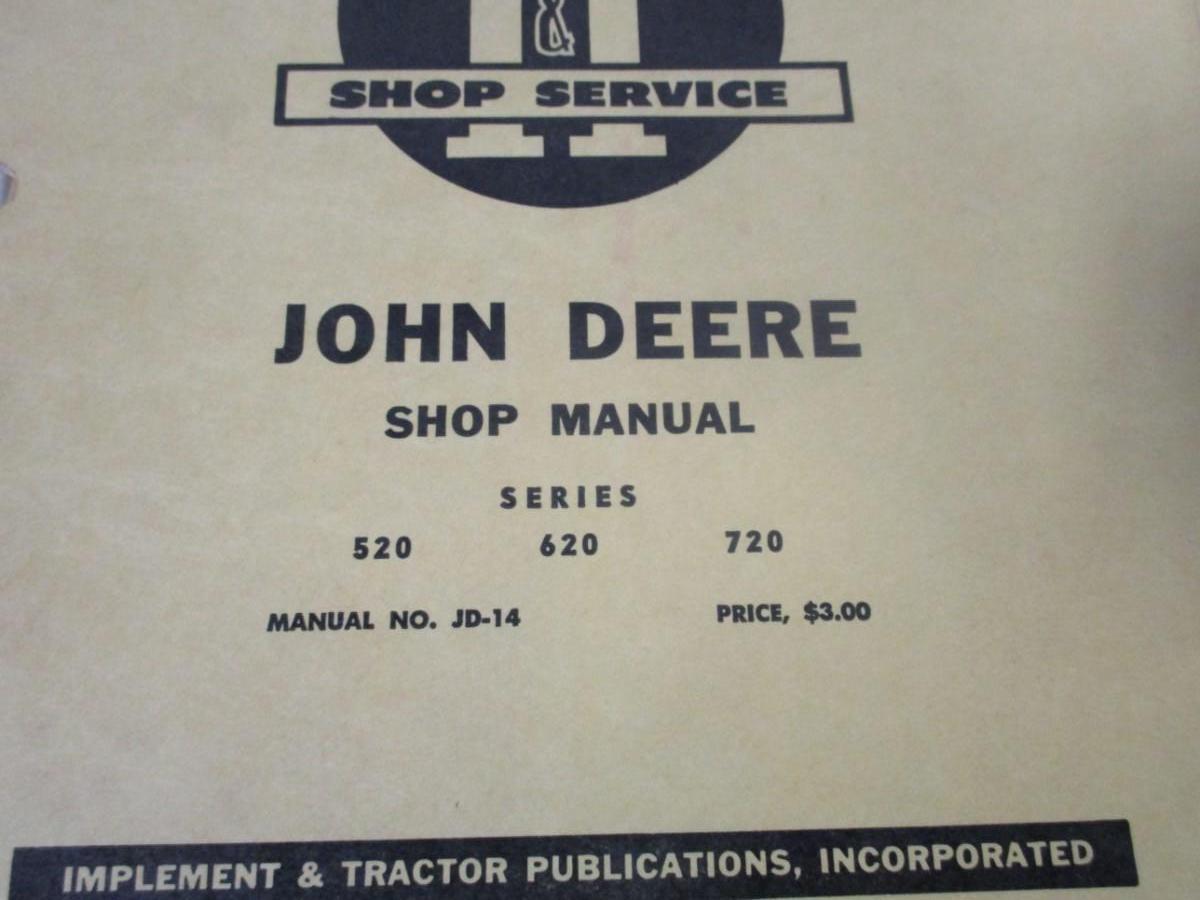 &
SHOP SERVICE
JOHN DEERE
SHOP MANUAL
SERIES
520 620 720
MANUAL NO. JD-14 PRICE, $3.00
IMPLEMENT & TRACTOR PUBLICATIONS, INCORPORATED